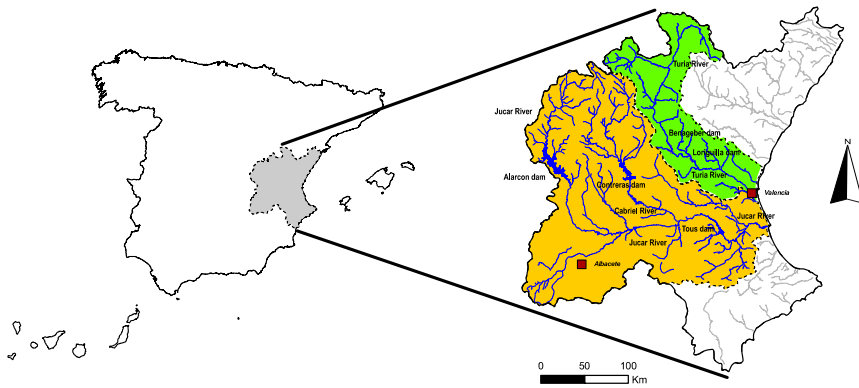 Turia River
Jucar River
Benageber dam
Loriguilla dam
Alarcon dam
Turia River
Contreras dam
Valencia
Cabriel River
Jucar River
Tous dam
Jucar River
Albacete
N
0 50 100
Km